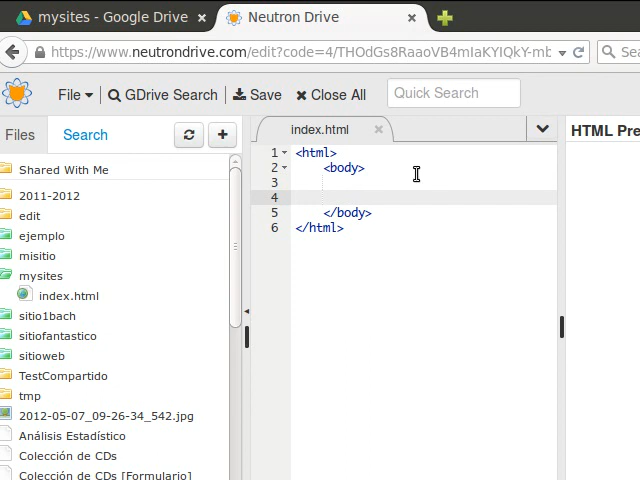 mysites - Google Drive
Neutron Drive
https://www.neutrondrive.com/edit?code=4/THOdGs8RaaoVB4mIaKYIQkY-mb
Sea
File GDrive Search Save Close All Quick Search
Files Search
index.html
HTML Pre
Shared With Me
2011-2012
edit
ejemplo
misitio
mysites
index.html
sitio1bach
sitiofantastico
sitioweb
TestCompartido
tmp
2012-05-07_09-26-34_542.jpg
Análisis Estadístico
Colección de CDs
Colección de CDs [Formulario]
1 <html>
2 <body>
3
4
5 </body>
6 </html>